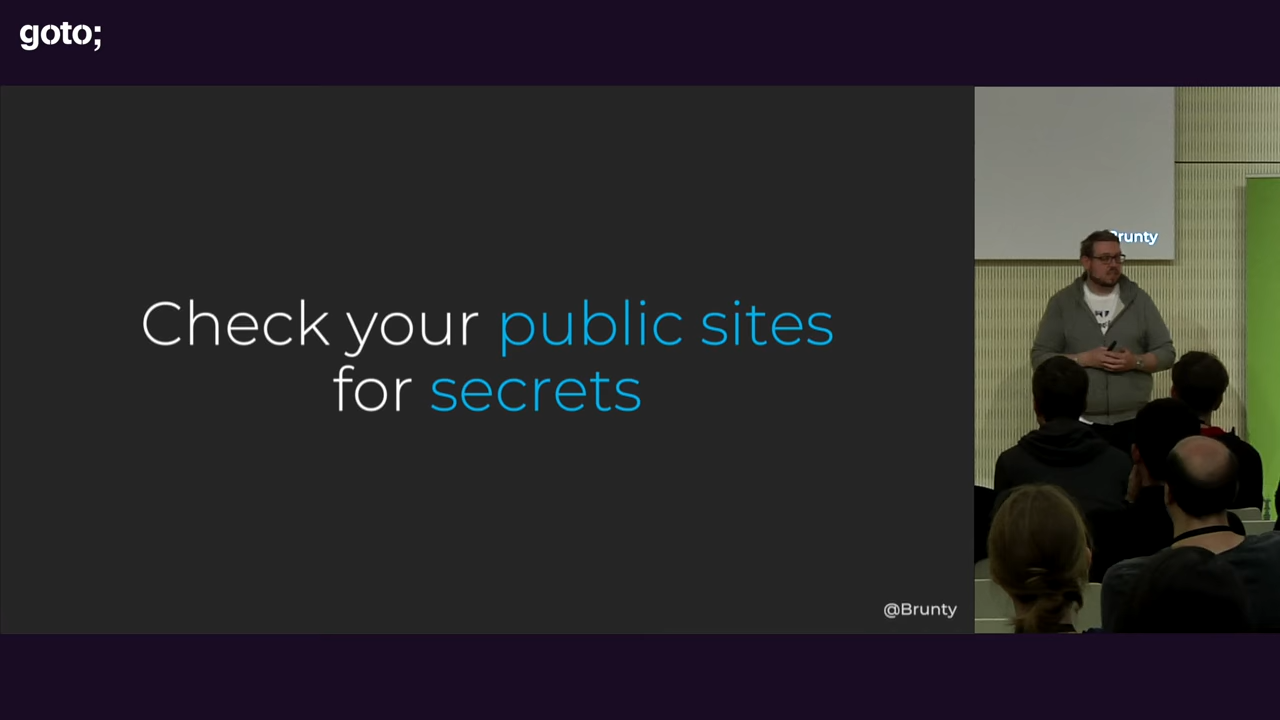 goto;
Check your public sites
for secrets
@Brunty
Brunty